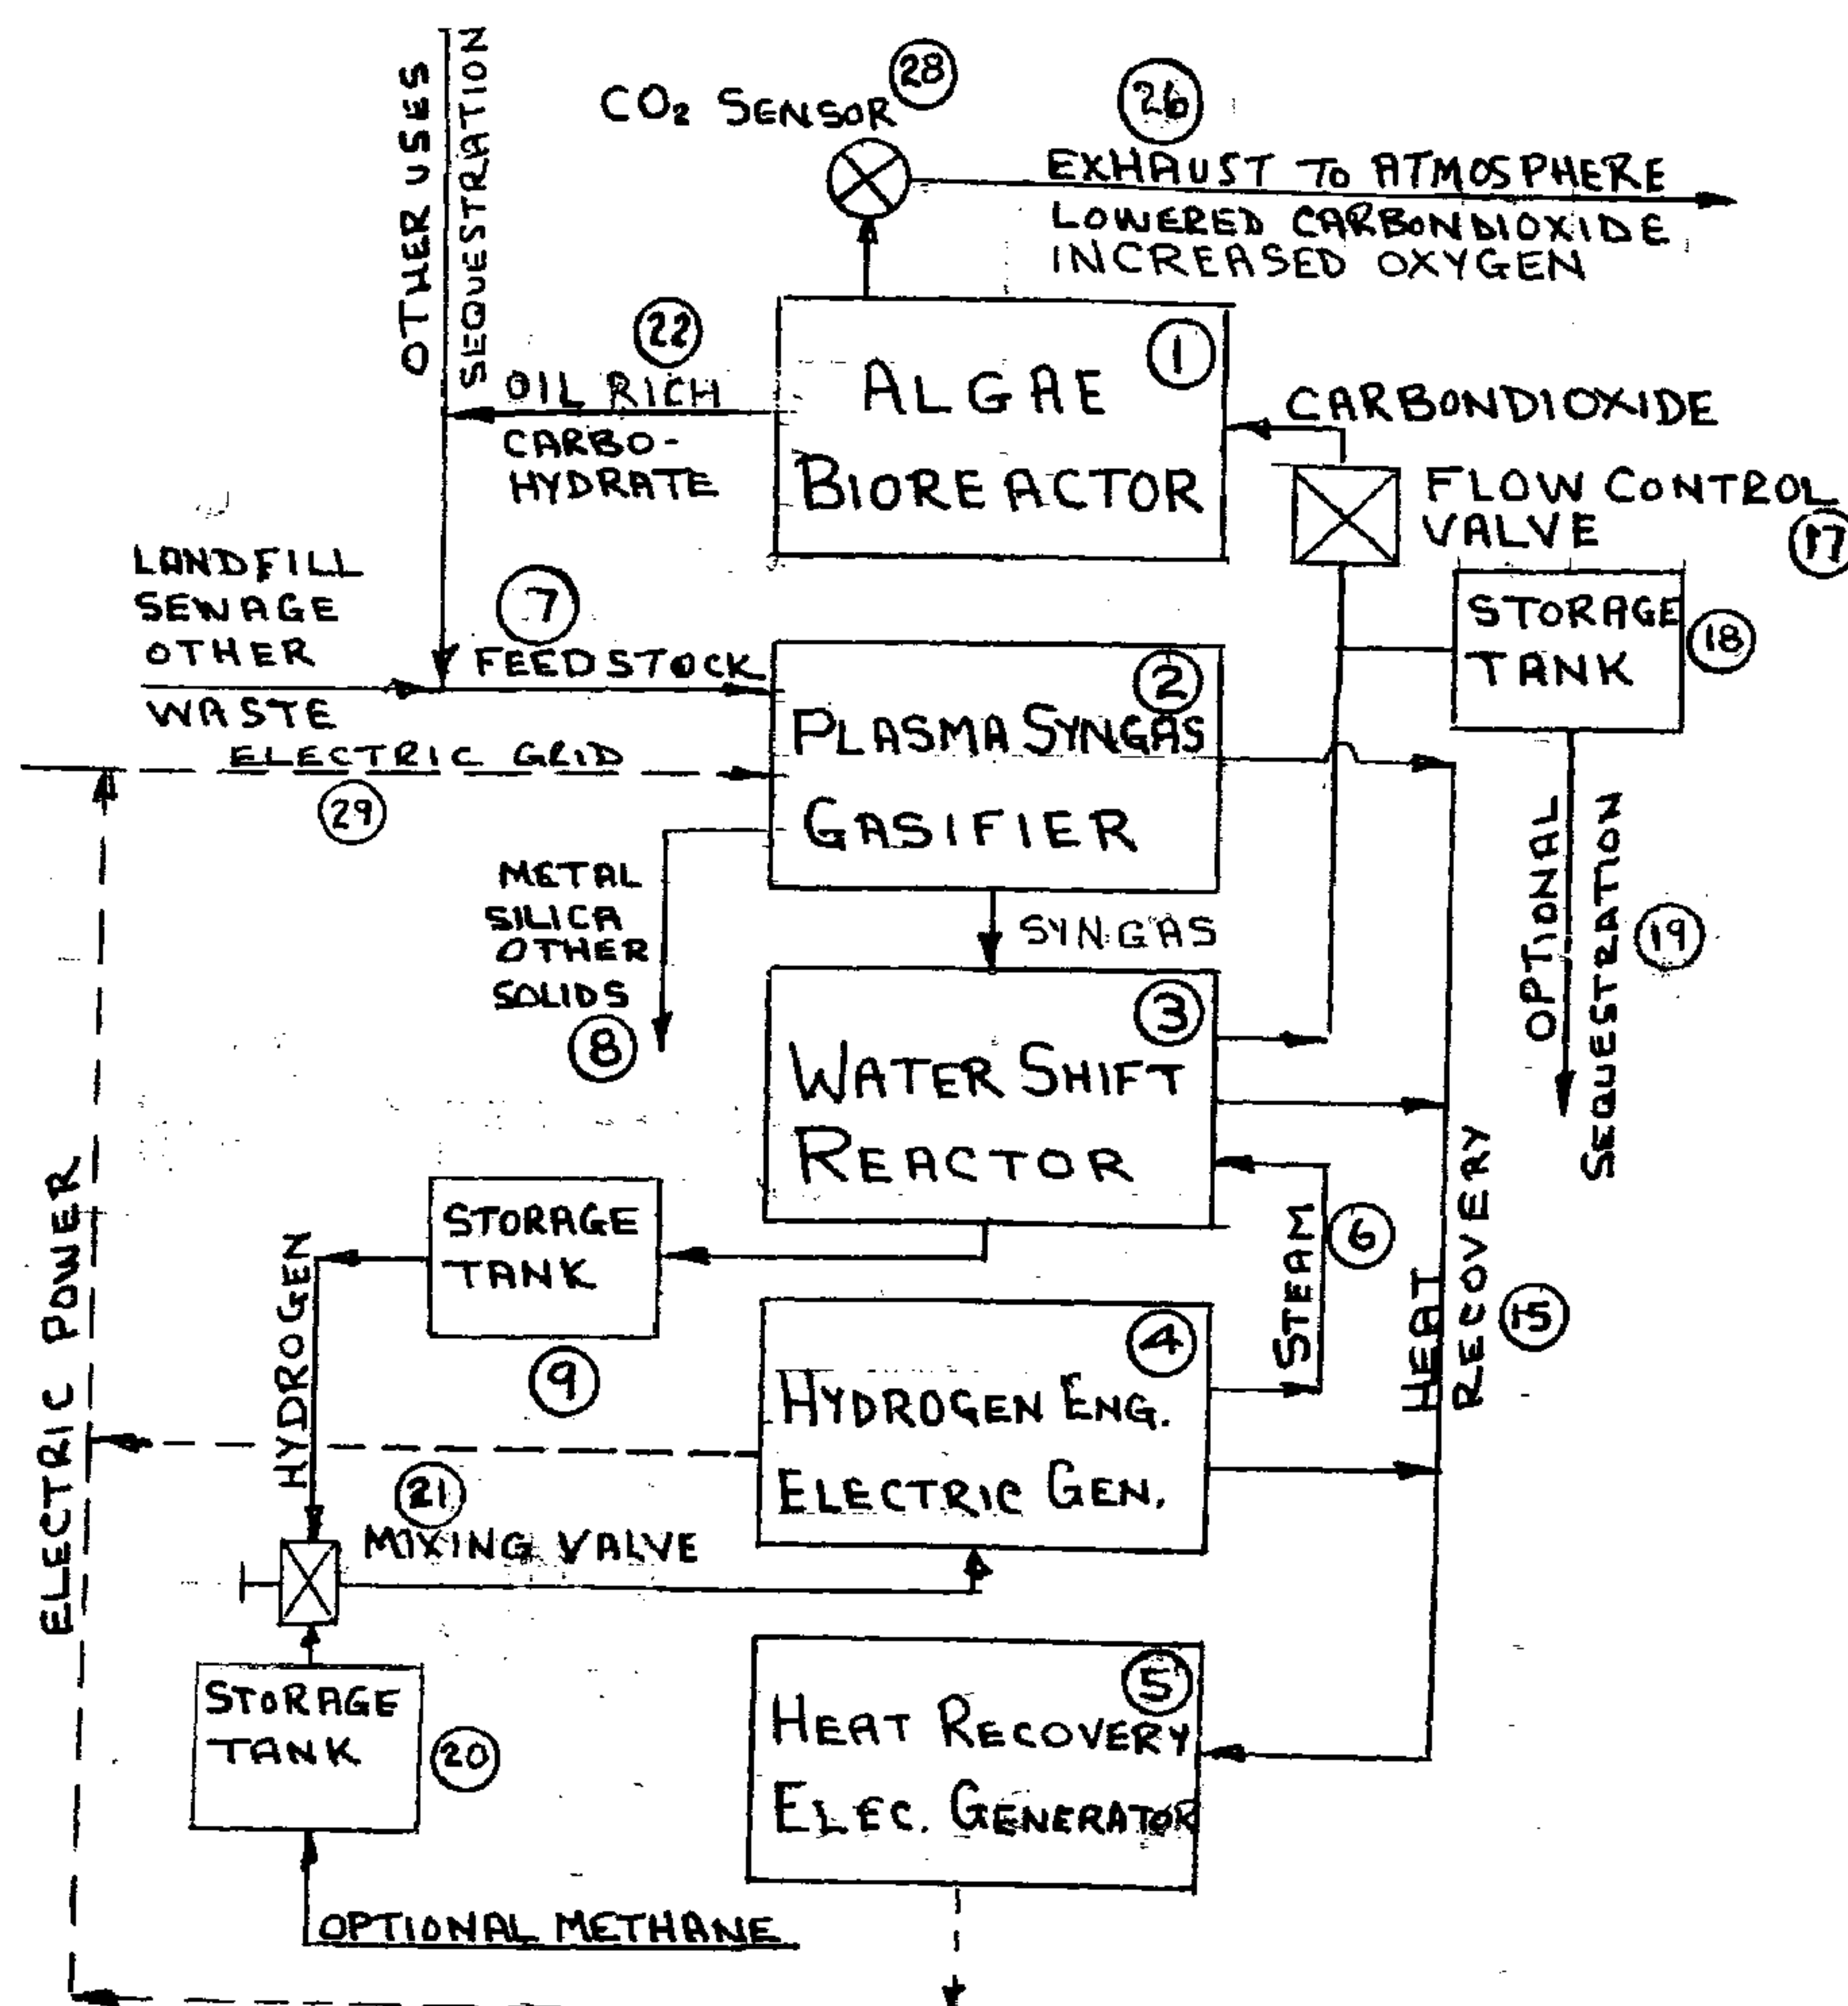 OTHER USES
SEQUESTRATION
CO₂ SENSOR
28
26
EXHAUST TO ATMOSPHERE
LOWERED CARBONDIOXIDE
INCREASED OXYGEN
22
OIL RICH
CARBO-
HYDRATE
1
ALGAE
BIOREACTOR
CARBONDIOXIDE
FLOW CONTROL
VALVE
17
LANDFILL
SEWAGE
OTHER
WASTE
7
FEEDSTOCK
STORAGE
TANK
18
ELECTRIC GRID
29
2
PLASMA SYNGAS
GASIFIER
METAL
SILICA
OTHER
SOLIDS
8
SYNGAS
OPTIONAL
SEQUESTRATION
19
3
WATER SHIFT
REACTOR
STORAGE
TANK
9
HYDROGEN
STEAM
6
HEAT
RECOVERY
15
ELECTRIC POWER
4
HYDROGEN ENG.
ELECTRIC GEN.
21
MIXING VALVE
STORAGE
TANK
20
5
HEAT RECOVERY
ELEC. GENERATOR
OPTIONAL METHANE